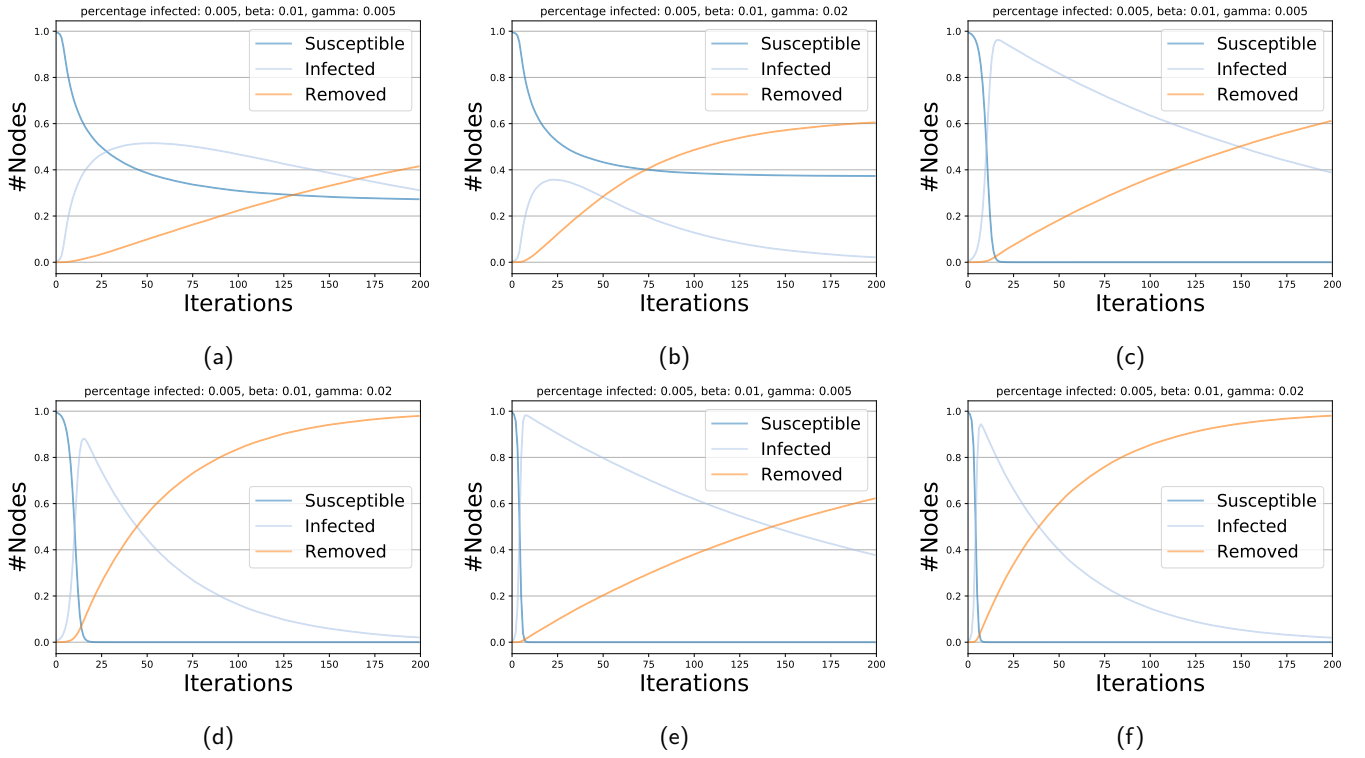 percentage infected: 0.005, beta: 0.01, gamma: 0.005
1.0
0.8
0.6
0.4
0.2
0.0
#Nodes
Susceptible
Infected
Removed
0 25 50 75 100 125 150 175 200
Iterations
(a)
percentage infected: 0.005, beta: 0.01, gamma: 0.02
1.0
0.8
0.6
0.4
0.2
0.0
#Nodes
Susceptible
Infected
Removed
0 25 50 75 100 125 150 175 200
Iterations
(b)
percentage infected: 0.005, beta: 0.01, gamma: 0.005
1.0
0.8
0.6
0.4
0.2
0.0
#Nodes
Susceptible
Infected
Removed
0 25 50 75 100 125 150 175 200
Iterations
(c)
percentage infected: 0.005, beta: 0.01, gamma: 0.02
1.0
0.8
0.6
0.4
0.2
0.0
#Nodes
Susceptible
Infected
Removed
0 25 50 75 100 125 150 175 200
Iterations
(d)
percentage infected: 0.005, beta: 0.01, gamma: 0.005
1.0
0.8
0.6
0.4
0.2
0.0
#Nodes
Susceptible
Infected
Removed
0 25 50 75 100 125 150 175 200
Iterations
(e)
percentage infected: 0.005, beta: 0.01, gamma: 0.02
1.0
0.8
0.6
0.4
0.2
0.0
#Nodes
Susceptible
Infected
Removed
0 25 50 75 100 125 150 175 200
Iterations
(f)